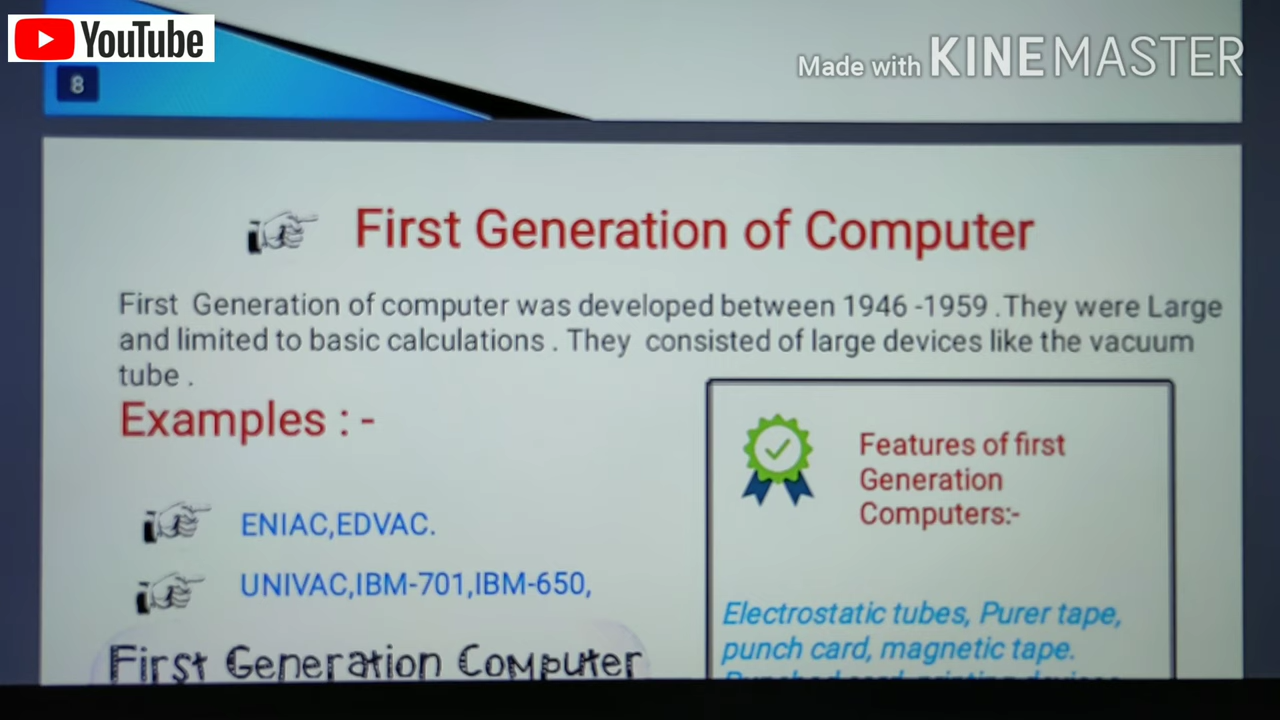 YouTube
Made with KINEMASTER
8
First Generation of Computer
First Generation of computer was developed between 1946 -1959 .They were Large
and limited to basic calculations . They consisted of large devices like the vacuum
tube .
Examples : -
ENIAC,EDVAC.
UNIVAC,IBM-701,IBM-650,
First Generation Computer
Features of first
Generation
Computers:-
Electrostatic tubes, Purer tape,
punch card, magnetic tape.